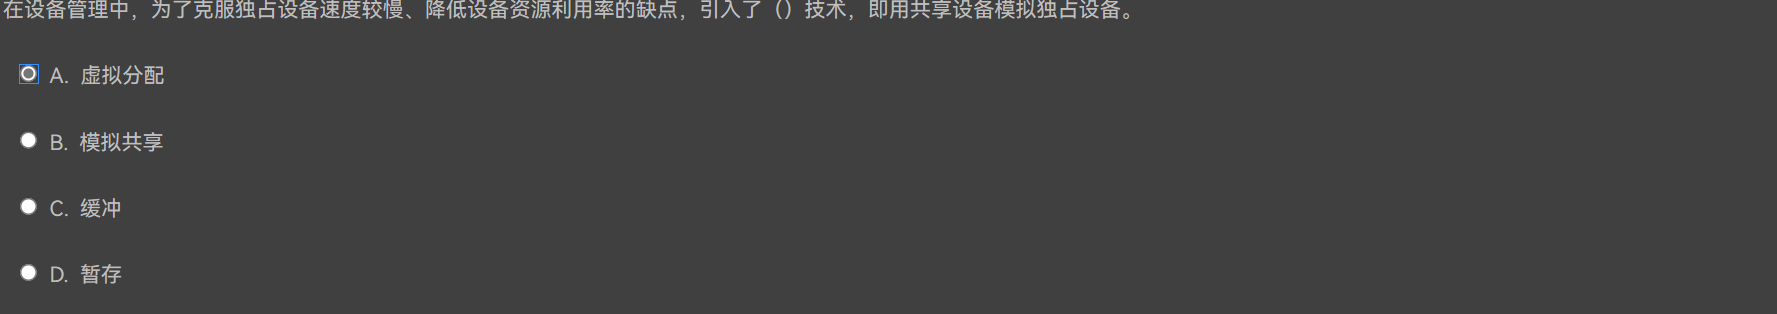 在设备管理中，为了克服独占设备速度较慢、降低设备资源利用率的缺点，引入了（）技术，即用共享设备模拟独占设备。
A. 虚拟分配
B. 模拟共享
C. 缓冲
D. 暂存